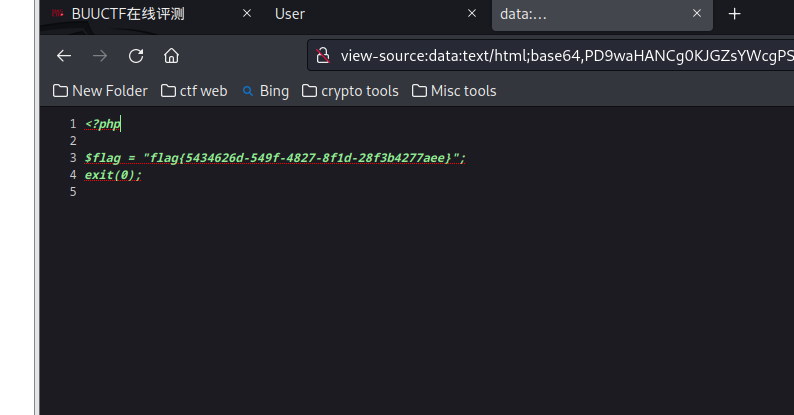 BUUCTF在线评测
User
data:...
view-source:data:text/html;base64,PD9waHANCg0KJGZsYWcgPS
New Folder ctf web Bing crypto tools Misc tools
1 <?php
2
3 $flag = "flag{5434626d-549f-4827-8f1d-28f3b4277aee}";
4 exit(0);
5